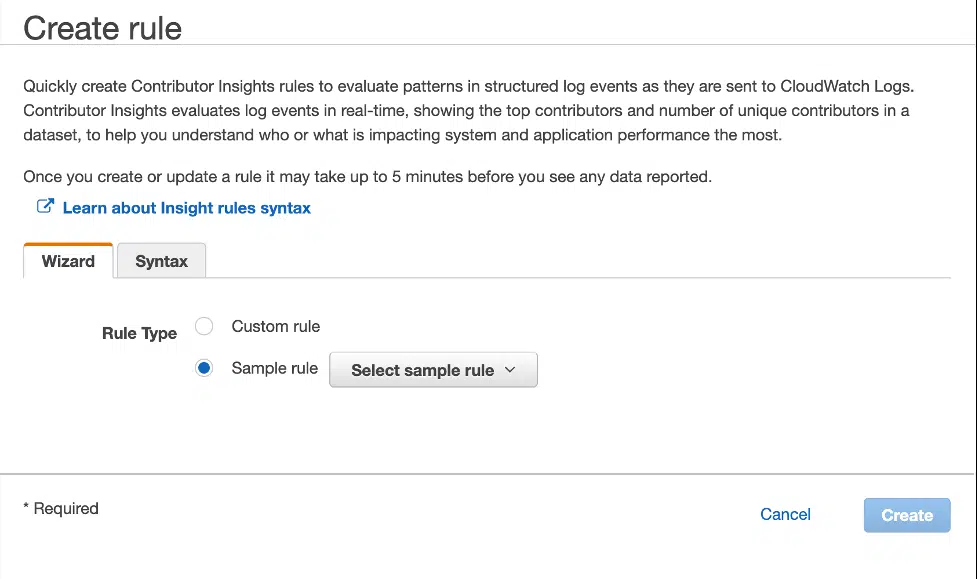 Create rule
Quickly create Contributor Insights rules to evaluate patterns in structured log events as they are sent to CloudWatch Logs.
Contributor Insights evaluates log events in real-time, showing the top contributors and number of unique contributors in a
dataset, to help you understand who or what is impacting system and application performance the most.
Once you create or update a rule it may take up to 5 minutes before you see any data reported.
Learn about Insight rules syntax
Wizard Syntax
Rule Type Custom rule
Sample rule Select sample rule
* Required Cancel Create